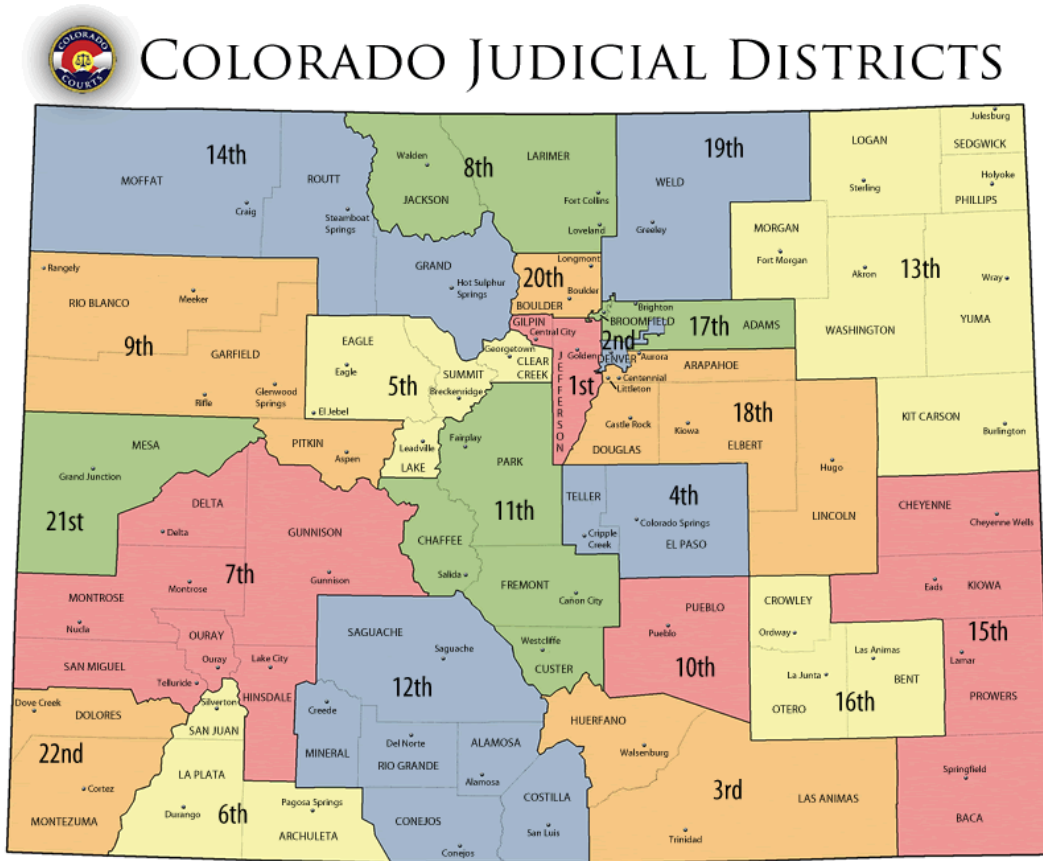 COLORADO
COURTS
COLORADO JUDICIAL DISTRICTS
14th
MOFFAT
ROUTT
Craig
Steamboat
Springs
8th
Walden
JACKSON
LARIMER
Fort Collins
Loveland
GRAND
Hot Sulphur
Springs
19th
WELD
Greeley
LOGAN
Sterling
Julesburg
SEDGWICK
Holyoke
PHILLIPS
MORGAN
Fort Morgan
13th
Akron
Wray
WASHINGTON
YUMA
KIT CARSON
Burlington
Rangely
RIO BLANCO
Meeker
9th
GARFIELD
Rifle
Glenwood
Springs
PITKIN
Aspen
20th
Longmont
Boulder
BOULDER
EAGLE
Eagle
5th
El Jebel
SUMMIT
Breckenridge
Georgetown
CLEAR
CREEK
Leadville
LAKE
GILPIN
Central City
Golden
JEFFERSON
1st
2nd
DENVER
BROOMFIELD
Brighton
17th
ADAMS
Aurora
ARAPAHOE
Centennial
Littleton
18th
Castle Rock
DOUGLAS
Kiowa
ELBERT
Hugo
LINCOLN
MESA
Grand Junction
21st
Fairplay
PARK
11th
CHAFFEE
Salida
FREMONT
Cañon City
Westcliffe
CUSTER
TELLER
Cripple
Creek
4th
Colorado Springs
EL PASO
CHEYENNE
Cheyenne Wells
Eads
KIOWA
15th
Lamar
PROWERS
Springfield
BACA
DELTA
Delta
GUNNISON
Gunnison
7th
MONTROSE
Montrose
Nucla
OURAY
Ouray
SAN MIGUEL
Telluride
Lake City
HINSDALE
PUEBLO
Pueblo
10th
CROWLEY
Ordway
Las Animas
La Junta
BENT
OTERO
16th
SAGUACHE
Saguache
12th
Creede
MINERAL
Del Norte
RIO GRANDE
ALAMOSA
Alamosa
CONEJOS
Conejos
COSTILLA
San Luis
Dove Creek
DOLORES
22nd
Cortez
MONTEZUMA
Silverton
SAN JUAN
LA PLATA
Durango
6th
Pagosa Springs
ARCHULETA
HUERFANO
Walsenburg
3rd
LAS ANIMAS
Trinidad